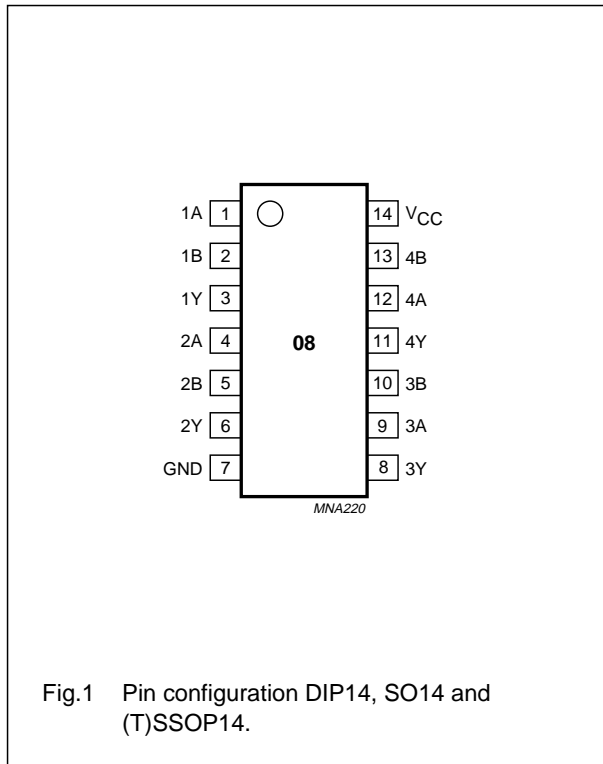 1A 1 14 VCC
1B 2 13 4B
1Y 3 12 4A
2A 4 08 11 4Y
2B 5 10 3B
2Y 6 9 3A
GND 7 8 3Y
MNA220
Fig.1 Pin configuration DIP14, SO14 and
(T)SSOP14.